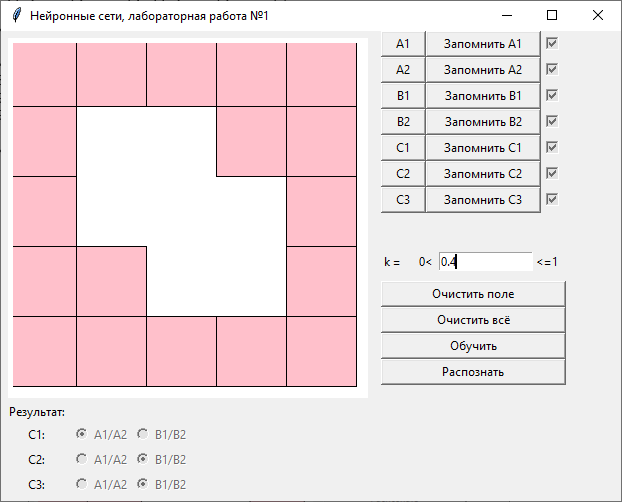 Нейронные сети, лабораторная работа №1
A1 Запомнить A1
A2 Запомнить A2
B1 Запомнить B1
B2 Запомнить B2
C1 Запомнить C1
C2 Запомнить C2
C3 Запомнить C3
k = 0< 0.4 <=1
Очистить поле
Очистить всё
Обучить
Распознать
Результат:
C1: A1/A2 B1/B2
C2: A1/A2 B1/B2
C3: A1/A2 B1/B2